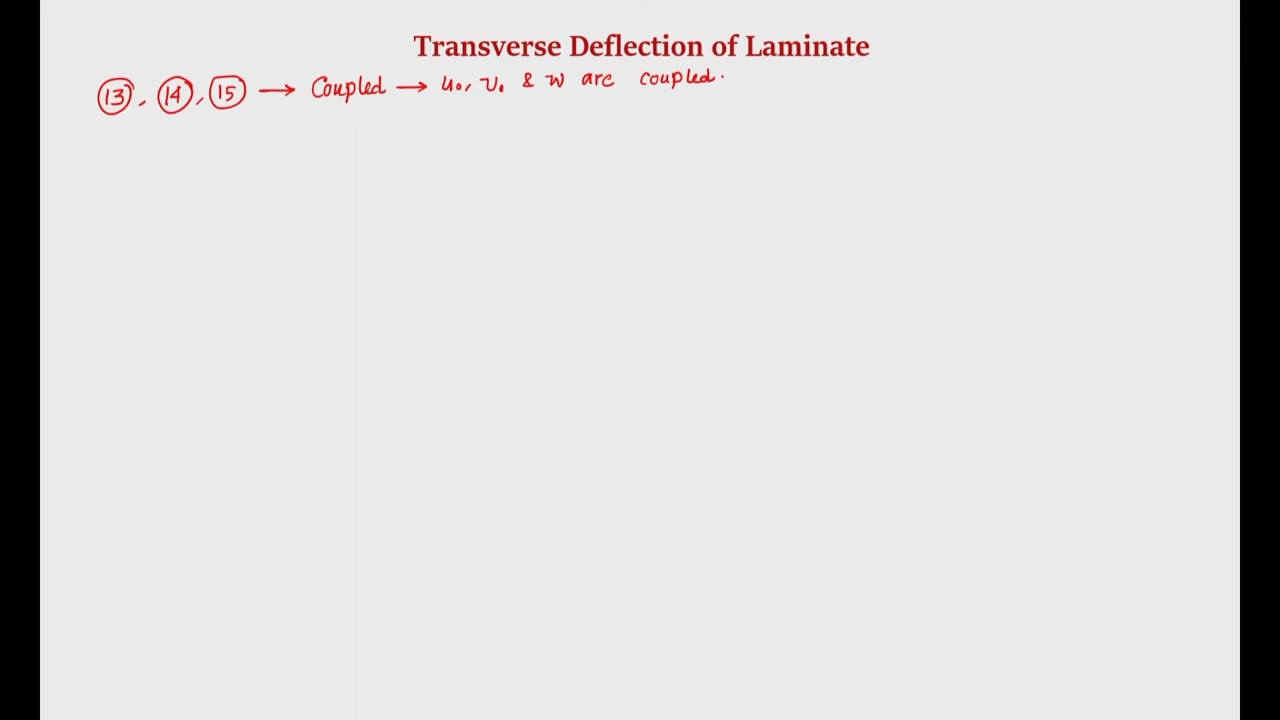 Transverse Deflection of Laminate
13, 14, 15 → Coupled → u₀, v₀ & w are coupled.